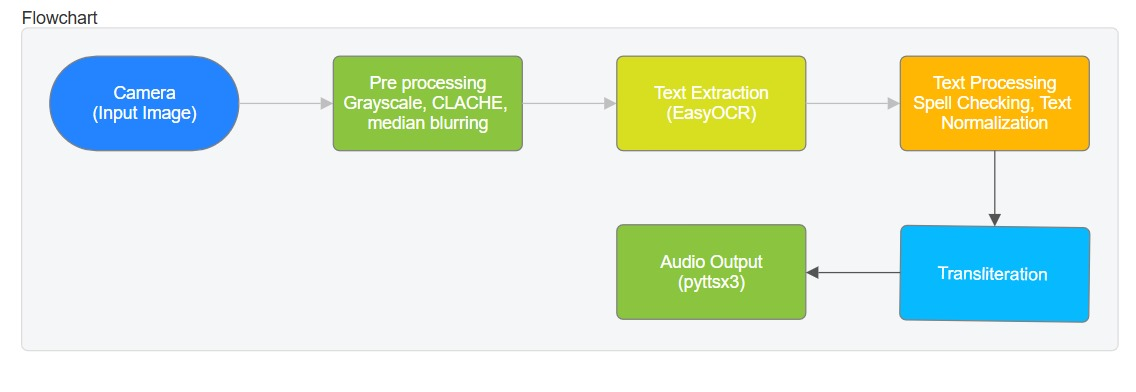 Flowchart
Camera
(Input Image)
Pre processing
Grayscale, CLACHE,
median blurring
Text Extraction
(EasyOCR)
Text Processing
Spell Checking, Text
Normalization
Transliteration
Audio Output
(pyttsx3)